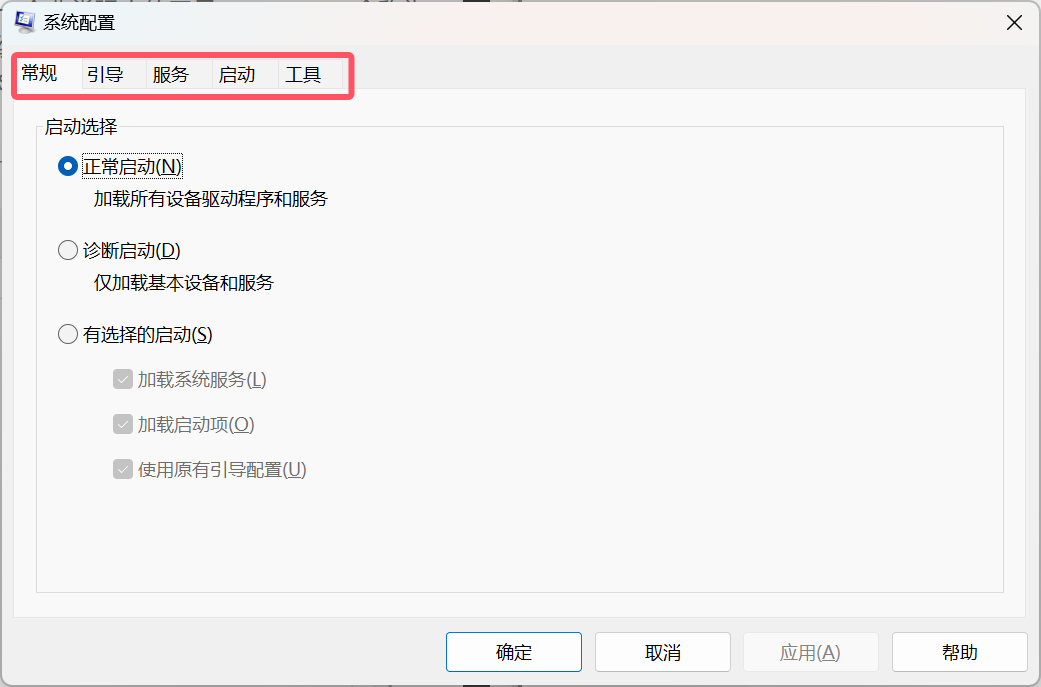 系统配置
常规 引导 服务 启动 工具
启动选择
正常启动(N)
加载所有设备驱动程序和服务
诊断启动(D)
仅加载基本设备和服务
有选择的启动(S)
加载系统服务(L)
加载启动项(O)
使用原有引导配置(U)
确定 取消 应用(A) 帮助